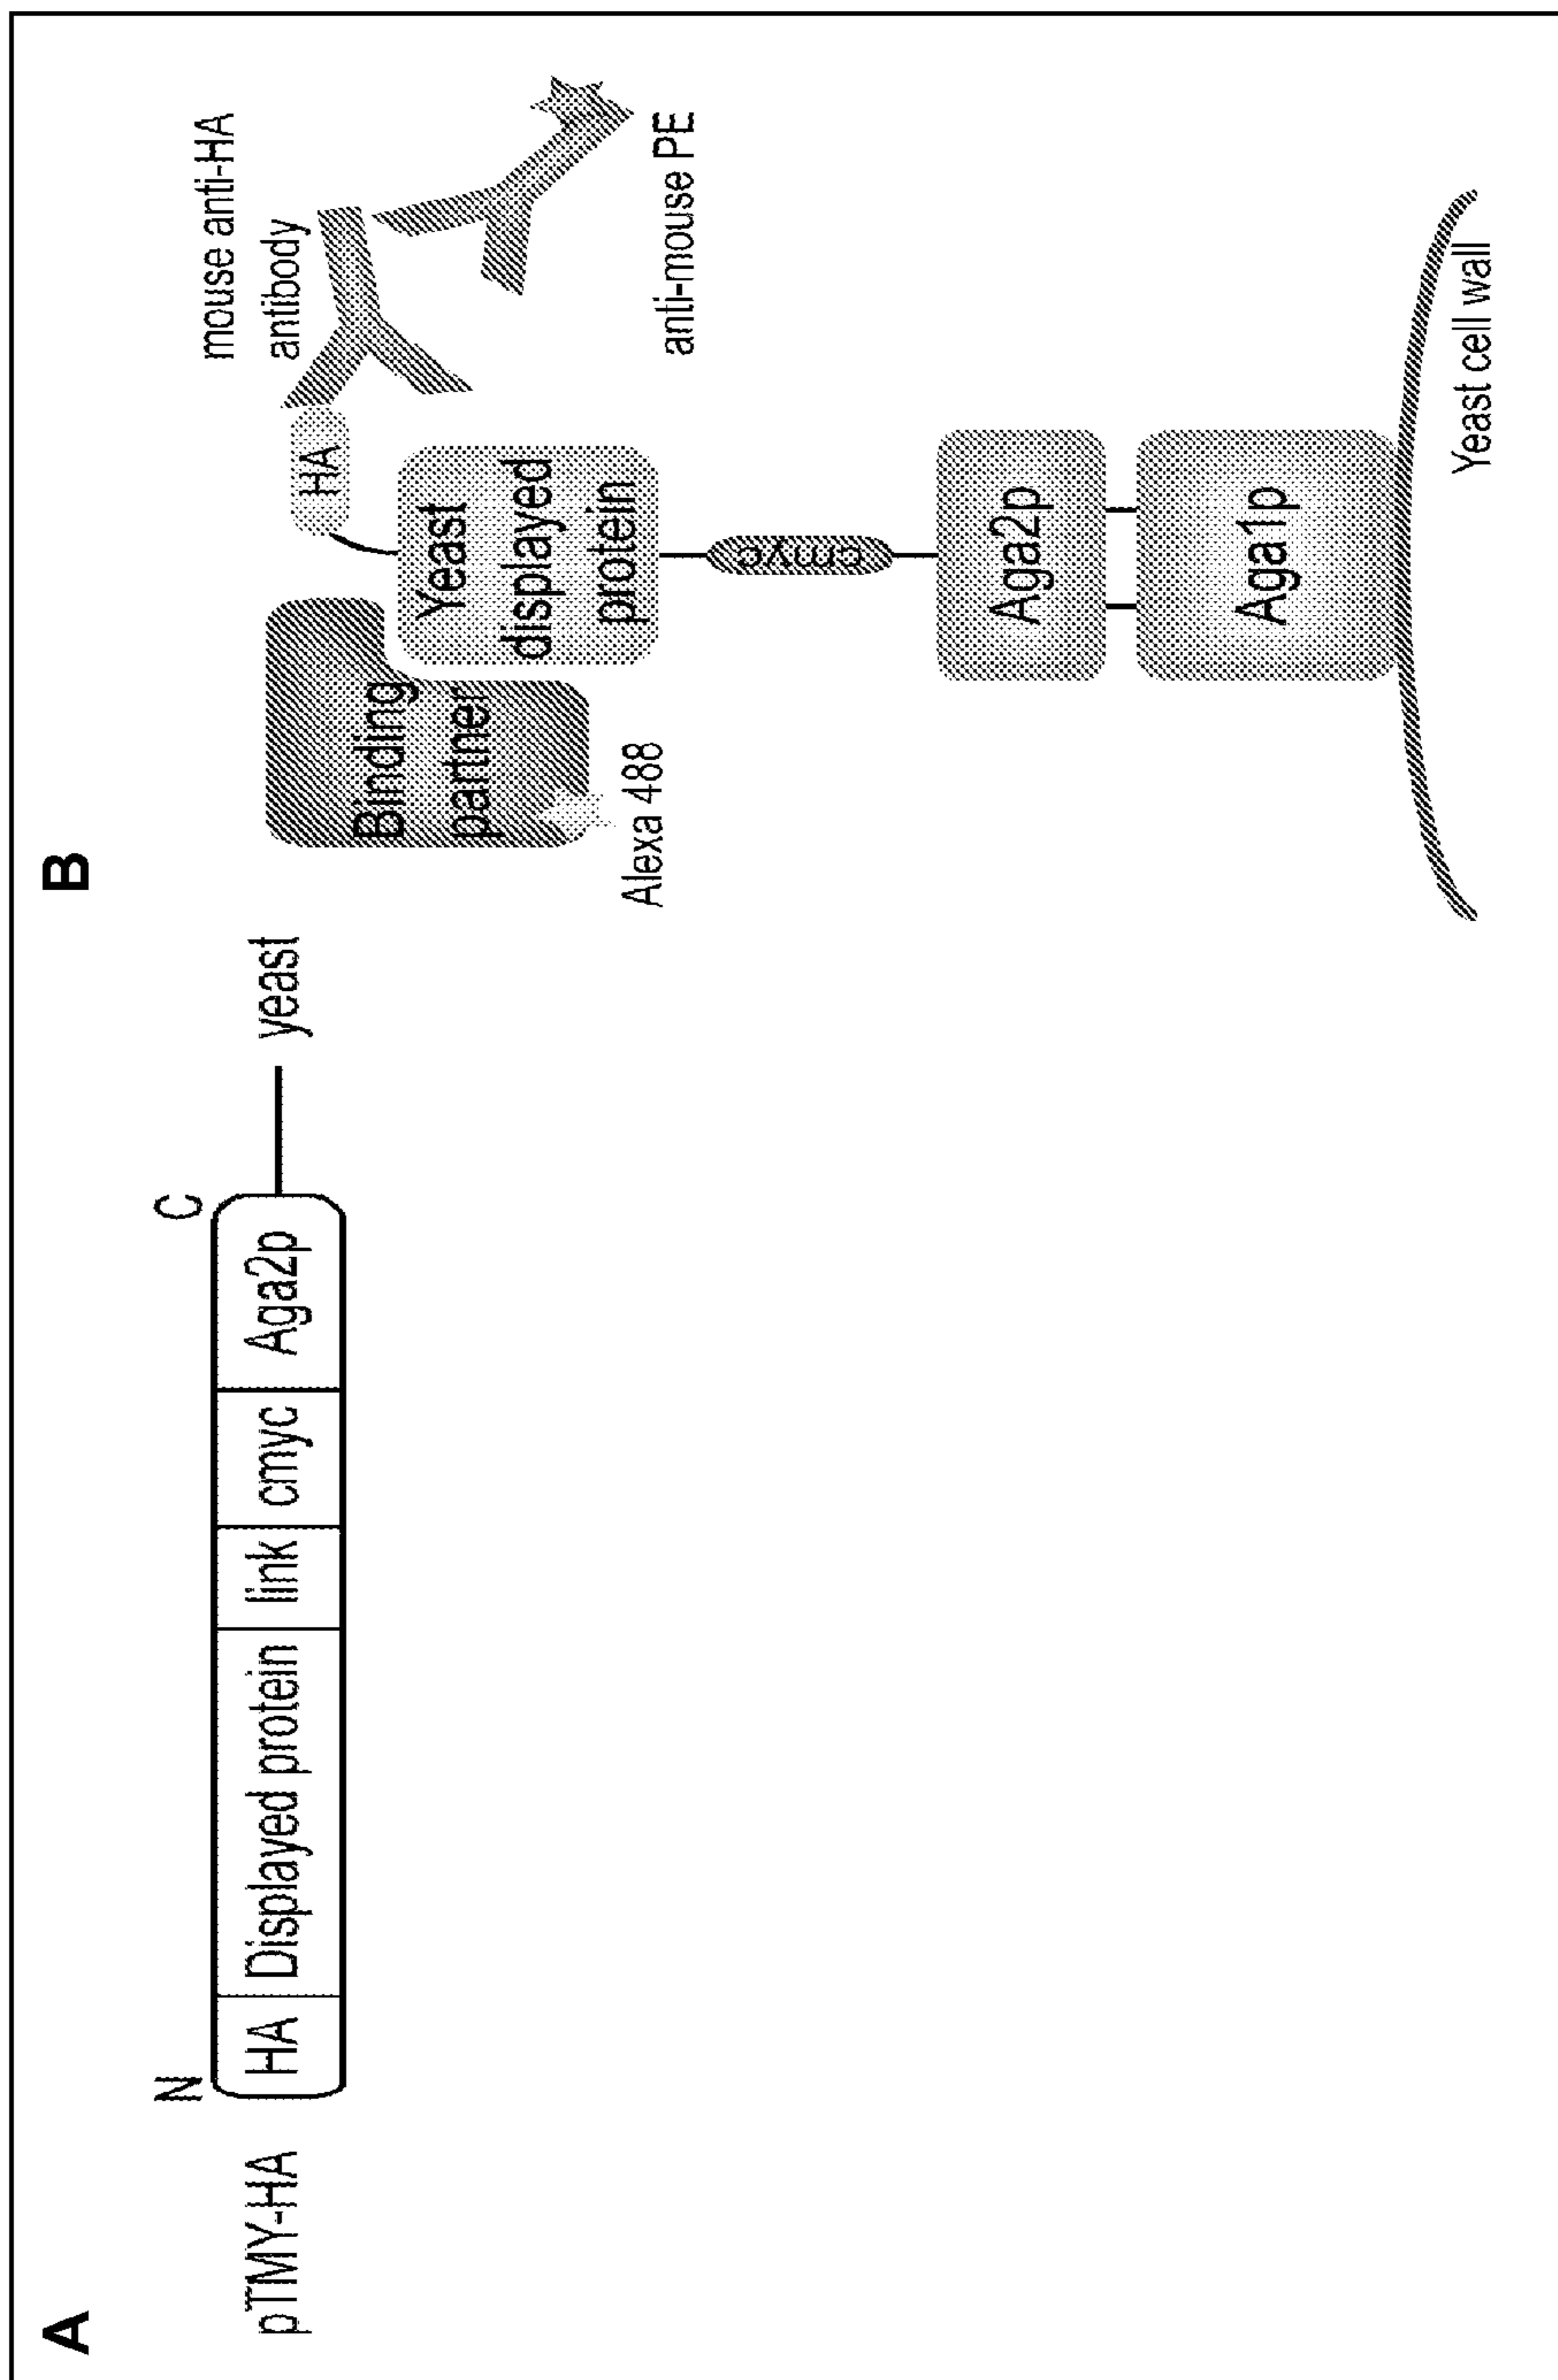 A
N
C
pTMY-HA
HA
Displayed protein
link
cmyc
Aga2p
yeast
B
mouse anti-HA
antibody
HA
anti-mouse PE
Binding
partner
Yeast
displayed
protein
Alexa 488
cmyc
Aga2p
Aga1p
Yeast cell wall